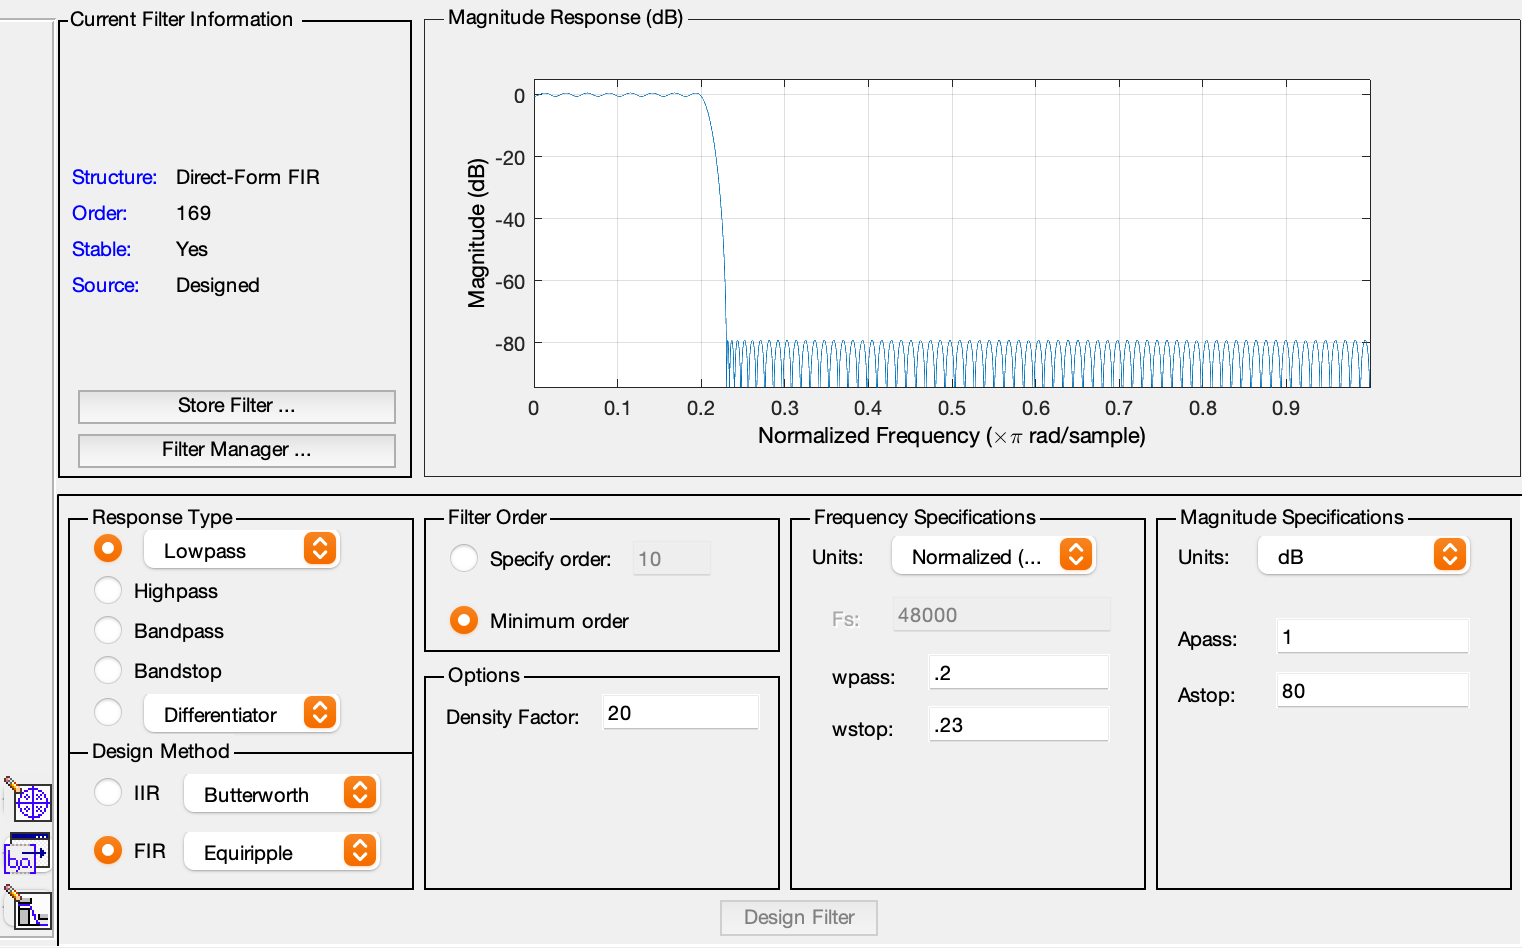 Current Filter Information
Structure: Direct-Form FIR
Order: 169
Stable: Yes
Source: Designed
Store Filter ...
Filter Manager ...
Magnitude Response (dB)
Magnitude (dB)
0
-20
-40
-60
-80
0 0.1 0.2 0.3 0.4 0.5 0.6 0.7 0.8 0.9
Normalized Frequency (×π rad/sample)
Response Type
Lowpass
Highpass
Bandpass
Bandstop
Differentiator
Design Method
IIR Butterworth
FIR Equiripple
Filter Order
Specify order: 10
Minimum order
Options
Density Factor: 20
Frequency Specifications
Units: Normalized (...
Fs: 48000
wpass: .2
wstop: .23
Magnitude Specifications
Units: dB
Apass: 1
Astop: 80
Design Filter